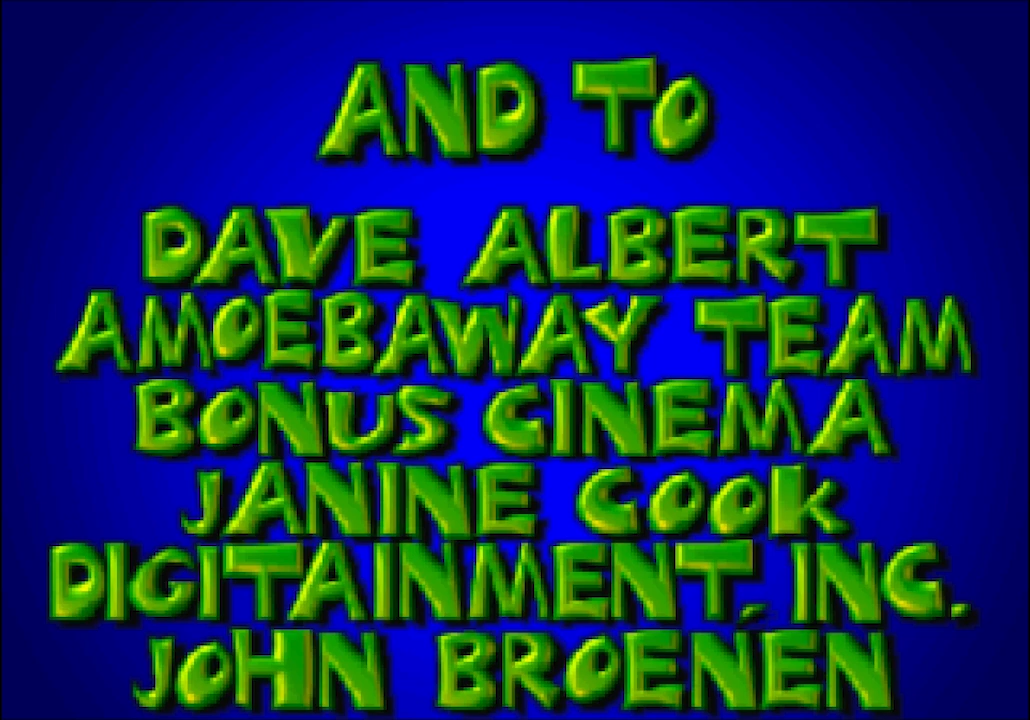 AND TO
DAVE ALBERT
AMOEBAWAY TEAM
BONUS CINEMA
JANINE COOK
DIGITAINMENT, INC.
JOHN BROENEN